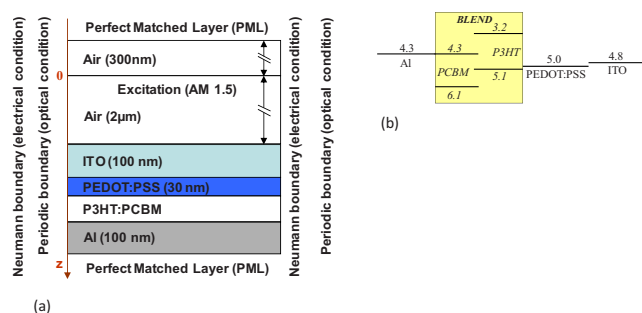 (a)
Neumann boundary (electrical condition)
Periodic boundary (optical condition)
Perfect Matched Layer (PML)
Air (300nm)
0
Excitation (AM 1.5)
Air (2µm)
ITO (100 nm)
PEDOT:PSS (30 nm)
P3HT:PCBM
Al (100 nm)
z
Perfect Matched Layer (PML)
Neumann boundary (electrical condition)
Periodic boundary (optical condition)
(a)
BLEND
3.2
4.3
Al
4.3
P3HT
PCBM
5.1
6.1
5.0
PEDOT:PSS
4.8
ITO
(b)